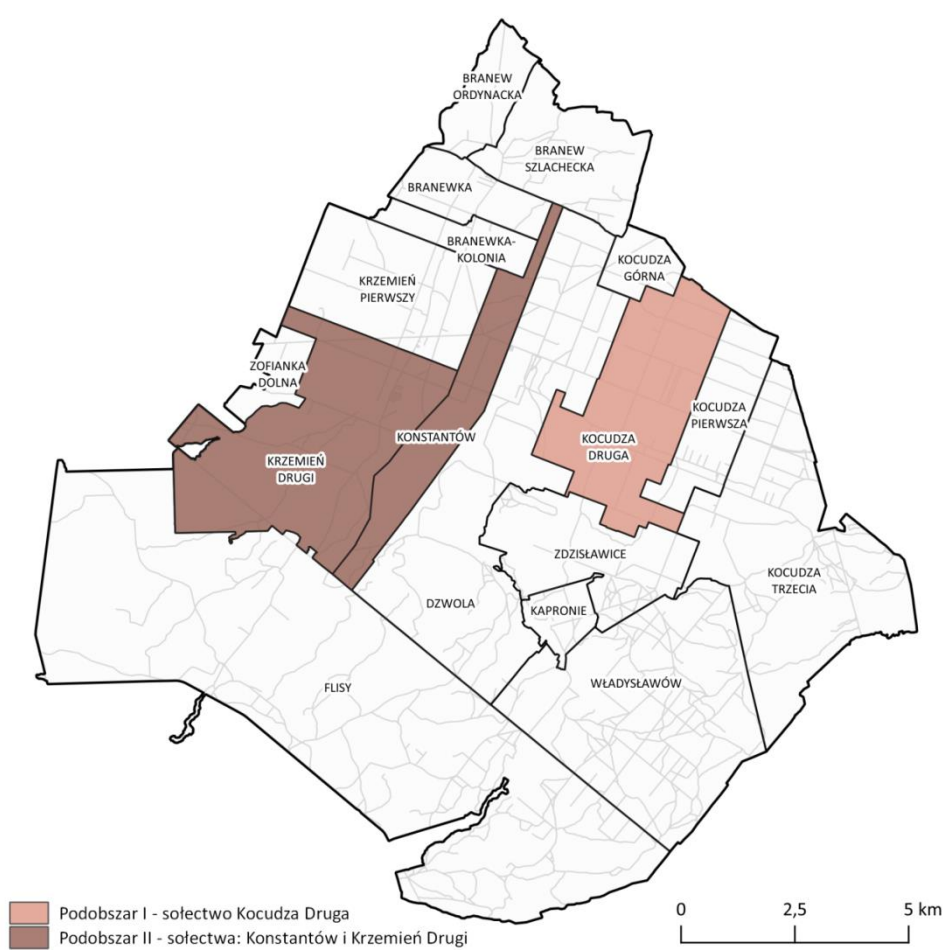 BRANEW
ORDYNACKA
BRANEW
SZLACHECKA
BRANEWKA
BRANEWKA-
KOLONIA
KOCUDZA
GÓRNA
KRZEMIEŃ
PIERWSZY
ZOFIANKA
DOLNA
KOCUDZA
PIERWSZA
KONSTANTÓW
KOCUDZA
DRUGA
KRZEMIEŃ
DRUGI
ZDZISŁAWICE
KOCUDZA
TRZECIA
DZWOLA
KAPRONIE
FLISY
WŁADYSŁAWÓW
Podobszar I - sołectwo Kocudza Druga
Podobszar II - sołectwa: Konstantów i Krzemień Drugi
0 2,5 5 km